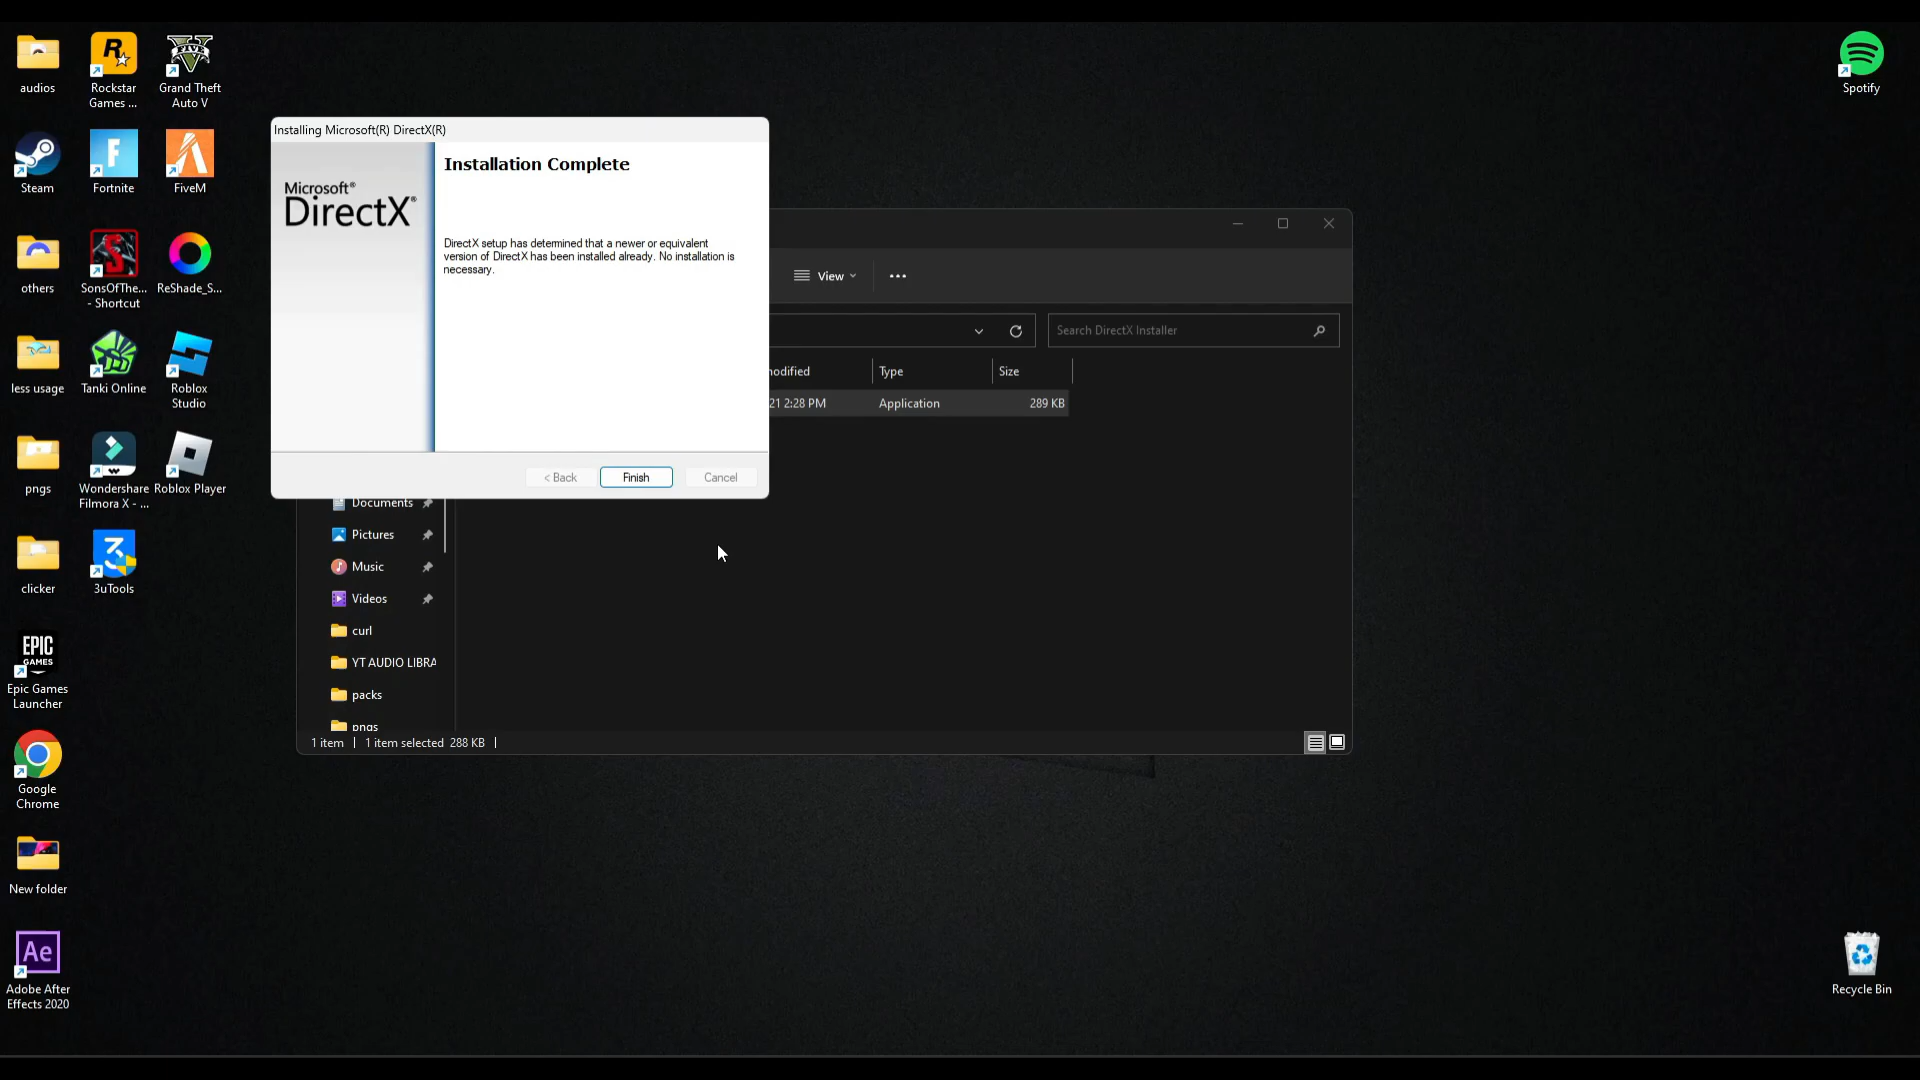 audios
Rockstar
Games ...
Grand Theft
Auto V
Spotify
Steam
Fortnite
FiveM
others
SonsOfThe...
- Shortcut
ReShade_S...
less usage
Tanki Online
Roblox
Studio
pngs
Wondershare
Filmora X - ...
Roblox Player
clicker
3uTools
EPIC
GAMES
Epic Games
Launcher
Google
Chrome
New folder
Ae
Adobe After
Effects 2020
Recycle Bin
Installing Microsoft(R) DirectX(R)
Microsoft®
DirectX®
Installation Complete
DirectX setup has determined that a newer or equivalent
version of DirectX has been installed already. No installation is
necessary.
< Back
Finish
Cancel
View
Search DirectX Installer
modified
Type
Size
21 2:28 PM
Application
289 KB
Documents
Pictures
Music
Videos
curl
YT AUDIO LIBRA
packs
pngs
1 item
1 item selected 288 KB